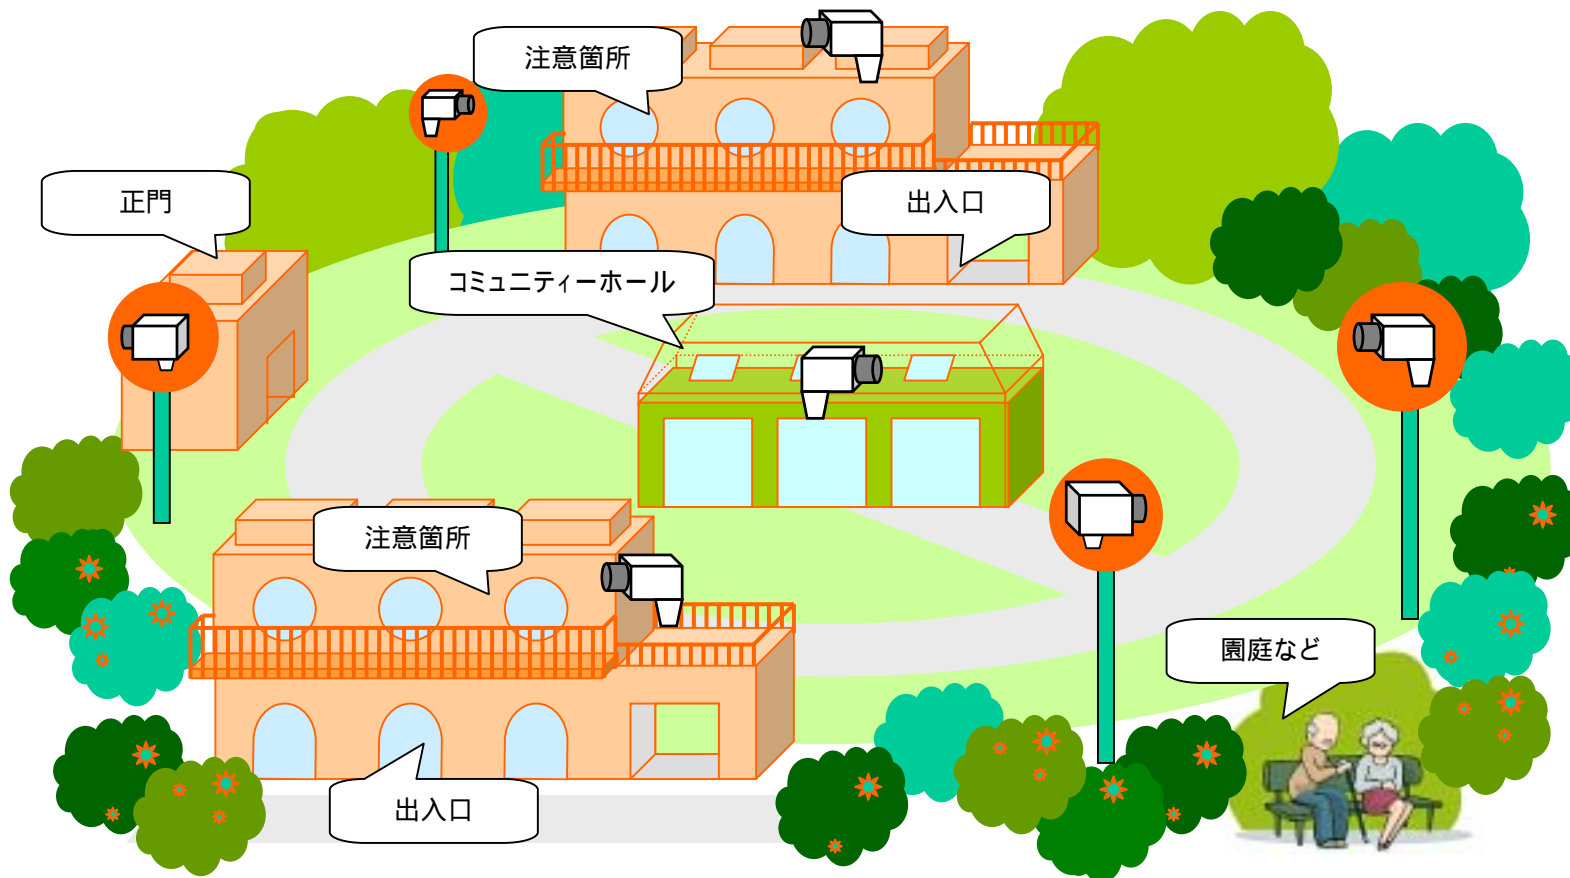 注意箇所
正門
出入口
コミュニティーホール
注意箇所
園庭など
出入口